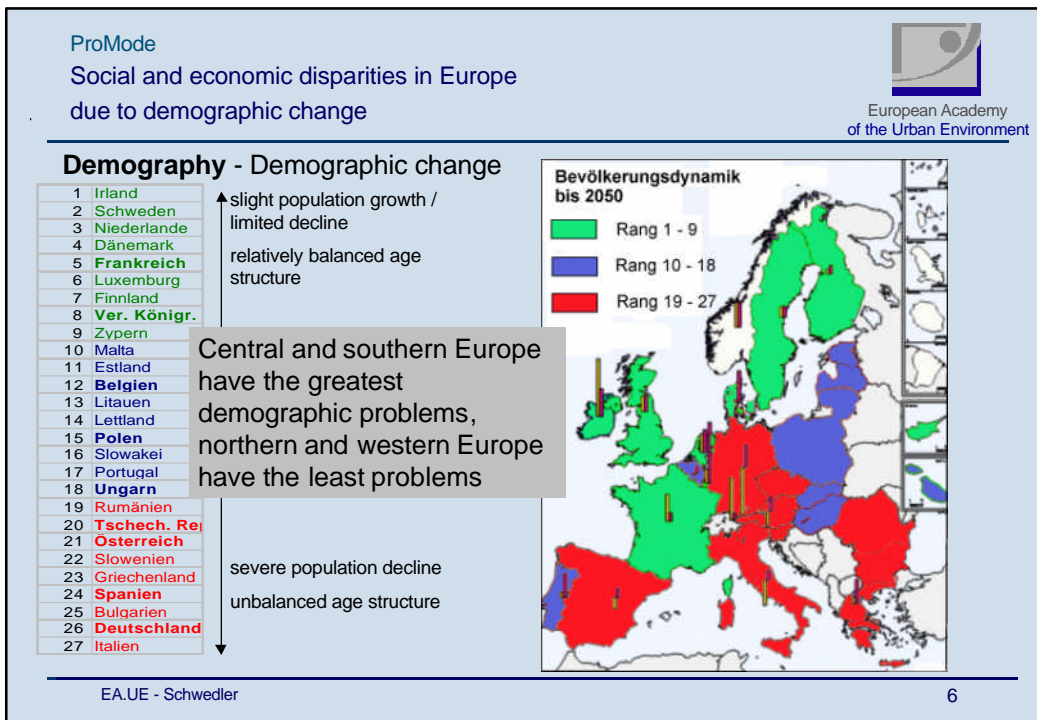 ProMode
Social and economic disparities in Europe
due to demographic change
European Academy
of the Urban Environment
Demography - Demographic change
1 Irland
2 Schweden
3 Niederlande
4 Dänemark
5 Frankreich
6 Luxemburg
7 Finnland
8 Ver. Königr.
9 Zypern
10 Malta
11 Estland
12 Belgien
13 Litauen
14 Lettland
15 Polen
16 Slowakei
17 Portugal
18 Ungarn
19 Rumänien
20 Tschech. Re
21 Österreich
22 Slowenien
23 Griechenland
24 Spanien
25 Bulgarien
26 Deutschland
27 Italien
slight population growth /
limited decline
relatively balanced age
structure
Central and southern Europe
have the greatest
demographic problems,
northern and western Europe
have the least problems
severe population decline
unbalanced age structure
Bevölkerungsdynamik
bis 2050
Rang 1 - 9
Rang 10 - 18
Rang 19 - 27
EA.UE - Schwedler
6